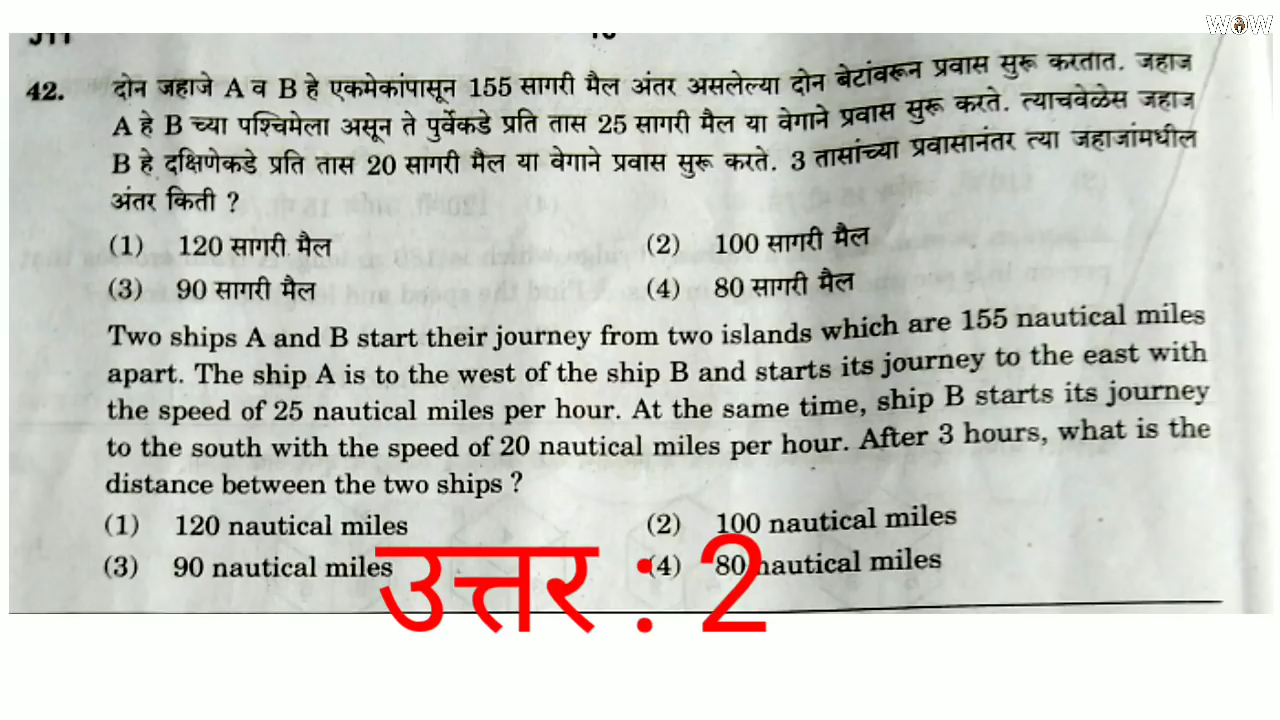 WOW
42. दोन जहाजे A व B हे एकमेकांपासून 155 सागरी मैल अंतर असलेल्या दोन बेटांवरून प्रवास सुरू करतात. जहाज
A हे B च्या पश्चिमेला असून ते पुर्वेकडे प्रति तास 25 सागरी मैल या वेगाने प्रवास सुरू करते. त्याचवेळेस जहाज
B हे दक्षिणेकडे प्रति तास 20 सागरी मैल या वेगाने प्रवास सुरू करते. 3 तासांच्या प्रवासानंतर त्या जहाजांमधील
अंतर किती ?
(1) 120 सागरी मैल (2) 100 सागरी मैल
(3) 90 सागरी मैल (4) 80 सागरी मैल
Two ships A and B start their journey from two islands which are 155 nautical miles
apart. The ship A is to the west of the ship B and starts its journey to the east with
the speed of 25 nautical miles per hour. At the same time, ship B starts its journey
to the south with the speed of 20 nautical miles per hour. After 3 hours, what is the
distance between the two ships ?
(1) 120 nautical miles (2) 100 nautical miles
(3) 90 nautical miles (4) 80 nautical miles
उत्तर : 2